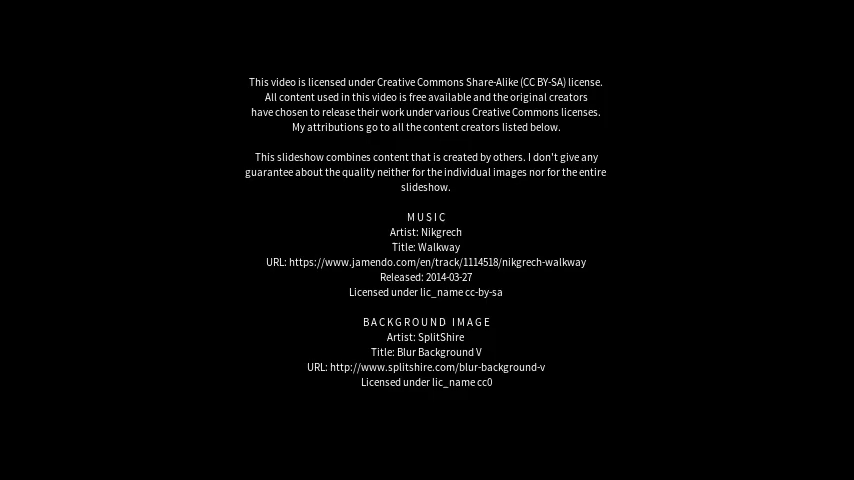 This video is licensed under Creative Commons Share-Alike (CC BY-SA) license.
All content used in this video is free available and the original creators
have chosen to release their work under various Creative Commons licenses.
My attributions go to all the content creators listed below.
This slideshow combines content that is created by others. I don't give any
guarantee about the quality neither for the individual images nor for the entire
slideshow.
M U S I C
Artist: Nikgrech
Title: Walkway
URL: https://www.jamendo.com/en/track/1114518/nikgrech-walkway
Released: 2014-03-27
Licensed under lic_name cc-by-sa
B A C K G R O U N D   I M A G E
Artist: SplitShire
Title: Blur Background V
URL: http://www.splitshire.com/blur-background-v
Licensed under lic_name cc0